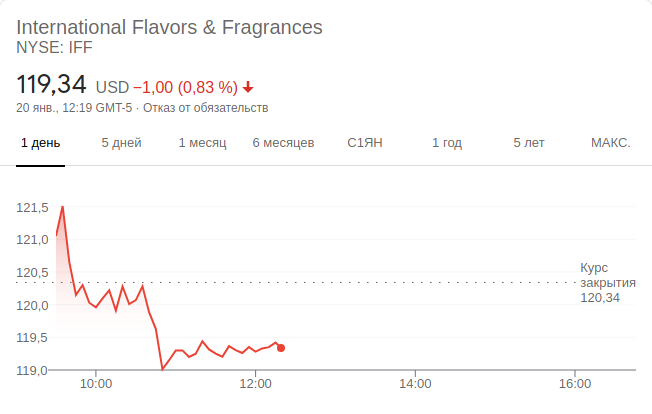 International Flavors & Fragrances
NYSE: IFF
119,34 USD −1,00 (0,83 %)
20 янв., 12:19 GMT-5 · Отказ от обязательств
1 день 5 дней 1 месяц 6 месяцев С1ЯН 1 год 5 лет МАКС.
121,5
121,0
120,5
120,0
119,5
119,0
Курс
закрытия
120,34
10:00 12:00 14:00 16:00